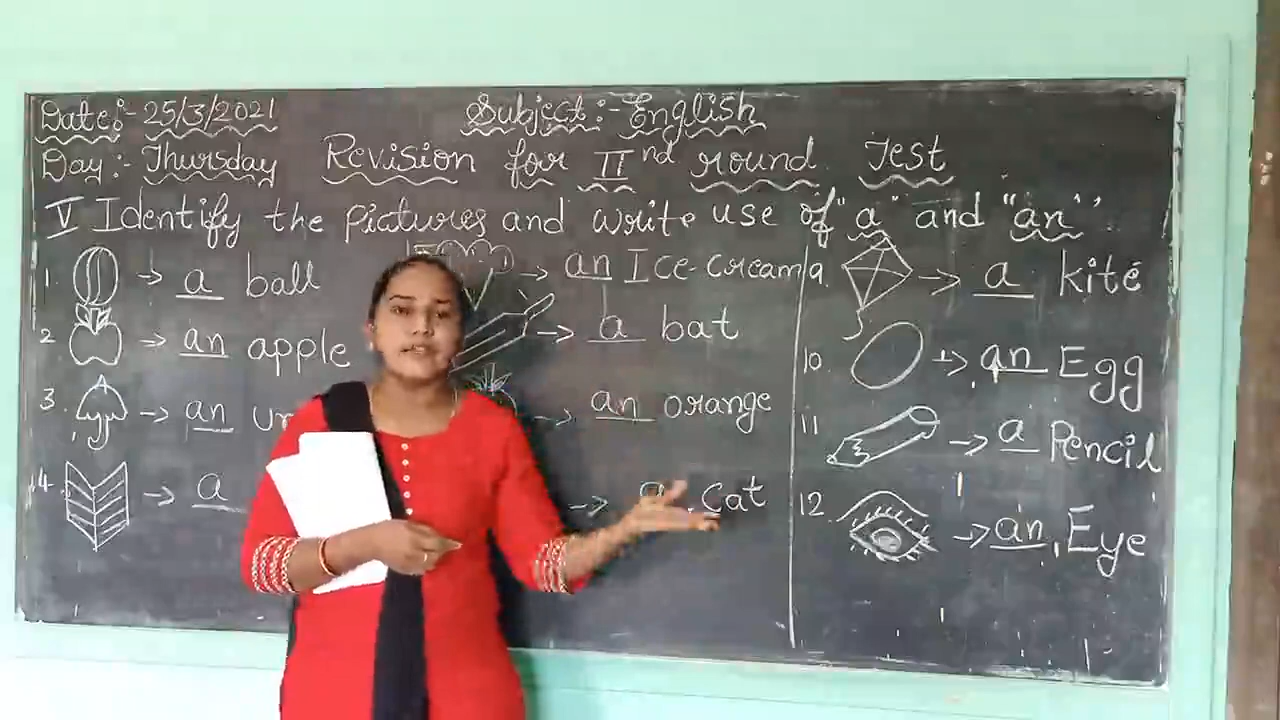 Date:- 25/3/2021
Subject:- English
Day:- Thursday
Revision for IInd round Test
V Identify the pictures and write use of "a" and "an"
1. → a ball
2 → an apple
3. → an um
4. → a
→ an Ice-cream
→ a bat
→ an orange
→ a cat
9. → a kite
10. → an Egg
11 → a Pencil
12. → an Eye